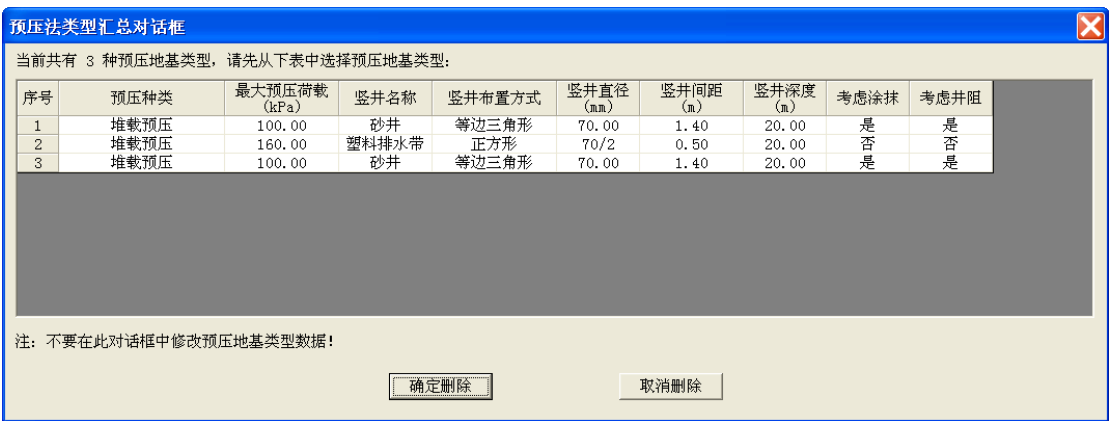 预压法类型汇总对话框
当前共有 3 种预压地基类型, 请先从下表中选择预压地基类型:
序号 预压种类 最大预压荷载(kPa) 竖井名称 竖井布置方式 竖井直径(mm) 竖井间距(m) 竖井深度(m) 考虑涂抹 考虑井阻
1 堆载预压 100.00 砂井 等边三角形 70.00 1.40 20.00 是 是
2 堆载预压 160.00 塑料排水带 正方形 70/2 0.50 20.00 否 否
3 堆载预压 100.00 砂井 等边三角形 70.00 1.40 20.00 是 是
注: 不要在此对话框中修改预压地基类型数据!
确定删除 取消删除